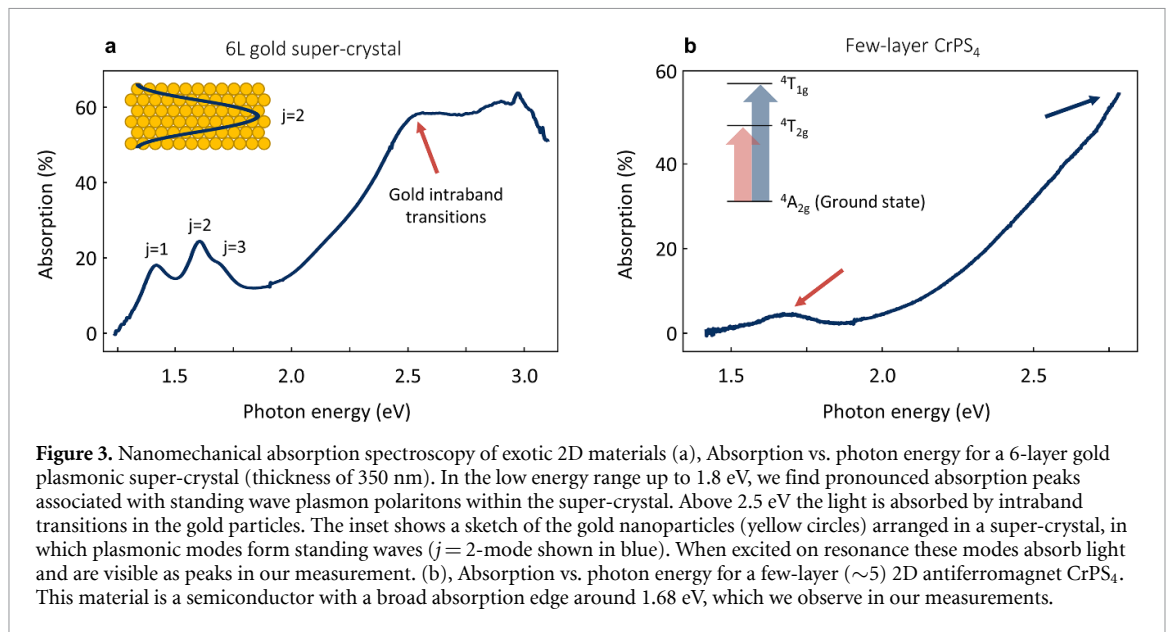 a
6L gold super-crystal
60
40
20
0
Absorption (%)
j=2
j=1
j=2
j=3
Gold intraband
transitions
1.5 2.0 2.5 3.0
Photon energy (eV)
b
Few-layer CrPS₄
60
40
20
0
Absorption (%)
⁴T₁g
⁴T₂g
⁴A₂g (Ground state)
1.5 2.0 2.5
Photon energy (eV)
Figure 3. Nanomechanical absorption spectroscopy of exotic 2D materials (a), Absorption vs. photon energy for a 6-layer gold
plasmonic super-crystal (thickness of 350 nm). In the low energy range up to 1.8 eV, we find pronounced absorption peaks
associated with standing wave plasmon polaritons within the super-crystal. Above 2.5 eV the light is absorbed by intraband
transitions in the gold particles. The inset shows a sketch of the gold nanoparticles (yellow circles) arranged in a super-crystal, in
which plasmonic modes form standing waves (j = 2-mode shown in blue). When excited on resonance these modes absorb light
and are visible as peaks in our measurement. (b), Absorption vs. photon energy for a few-layer (∼5) 2D antiferromagnet CrPS₄.
This material is a semiconductor with a broad absorption edge around 1.68 eV, which we observe in our measurements.